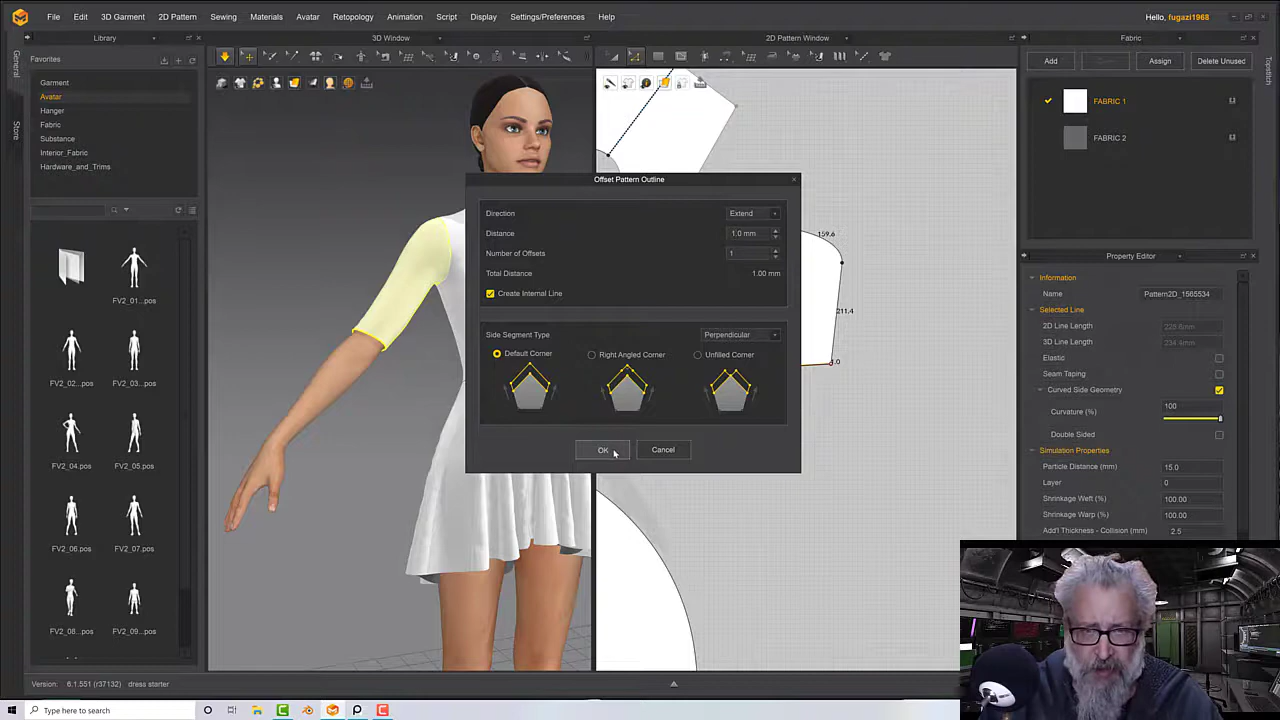 File Edit 3D Garment 2D Pattern Sewing Materials Avatar Retopology Animation Script Display Settings/Preferences Help
Hello, fugazi1968
General
Store
Library
Favorites
Garment
Avatar
Hanger
Fabric
Substance
Interior_Fabric
Hardware_and_Trims
FV2_01...pos
FV2_02...pos FV2_03...pos
FV2_04...pos FV2_05...pos
FV2_06.pos FV2_07.pos
FV2_08...pos FV2_09...pos
3D Window
2D Pattern Window
159.6
211.4
Offset Pattern Outline
Direction Extend
Distance 1.0 mm
Number of Offsets 1
Total Distance 1.00 mm
Create Internal Line
Side Segment Type Perpendicular
Default Corner Right Angled Corner Unfilled Corner
OK Cancel
Fabric
Topstitch
Add Assign Delete Unused
FABRIC 1
FABRIC 2
Property Editor
Information
Name Pattern2D_1565534
Selected Line
2D Line Length
3D Line Length
Elastic
Seam Taping
Curved Side Geometry
Curvature (%) 100
Double Sided
Simulation Properties
Particle Distance (mm) 15.0
Layer 0
Shrinkage Weft (%) 100.00
Shrinkage Warp (%) 100.00
Add'l Thickness - Collision (mm) 2.5
Version: 6.1.551 (r37132) dress starter
Type here to search